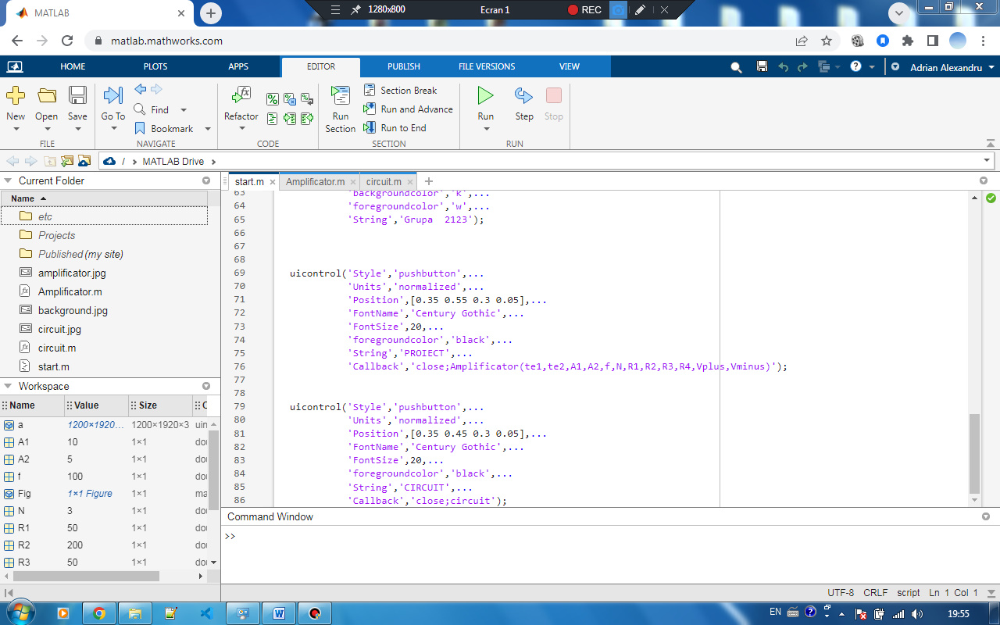 MATLAB
1280x800
Ecran 1
REC
matlab.mathworks.com
HOME
PLOTS
APPS
EDITOR
PUBLISH
FILE VERSIONS
VIEW
Adrian Alexandru
New
Open
Save
FILE
Go To
Find
Bookmark
NAVIGATE
Refactor
CODE
Run Section
Section Break
Run and Advance
Run to End
SECTION
Run
Step
Stop
RUN
/ > MATLAB Drive >
Current Folder
Name
etc
Projects
Published (my site)
amplificator.jpg
Amplificator.m
background.jpg
circuit.jpg
circuit.m
start.m
Workspace
Name Value Size
a 1200×1920... 1200×1920×3 uin
A1 10 1×1 do
A2 5 1×1 do
f 100 1×1 do
Fig 1×1 Figure 1×1 ma
N 3 1×1 do
R1 50 1×1 do
R2 200 1×1 do
R3 50 1×1 do
start.m
Amplificator.m
circuit.m
63 'backgroundcolor','k',...
64 'foregroundcolor','w',...
65 'String','Grupa  2123');
66
67
68
69 uicontrol('Style','pushbutton',...
70 'Units','normalized',...
71 'Position',[0.35 0.55 0.3 0.05],...
72 'FontName','Century Gothic',...
73 'FontSize',20,...
74 'foregroundcolor','black',...
75 'String','PROIECT',...
76 'Callback','close;Amplificator(te1,te2,A1,A2,f,N,R1,R2,R3,R4,Vplus,Vminus)');
77
78
79 uicontrol('Style','pushbutton',...
80 'Units','normalized',...
81 'Position',[0.35 0.45 0.3 0.05],...
82 'FontName','Century Gothic',...
83 'FontSize',20,...
84 'foregroundcolor','black',...
85 'String','CIRCUIT',...
86 'Callback','close;circuit');
Command Window
>>
UTF-8 CRLF script Ln 1 Col 1
EN
19:55